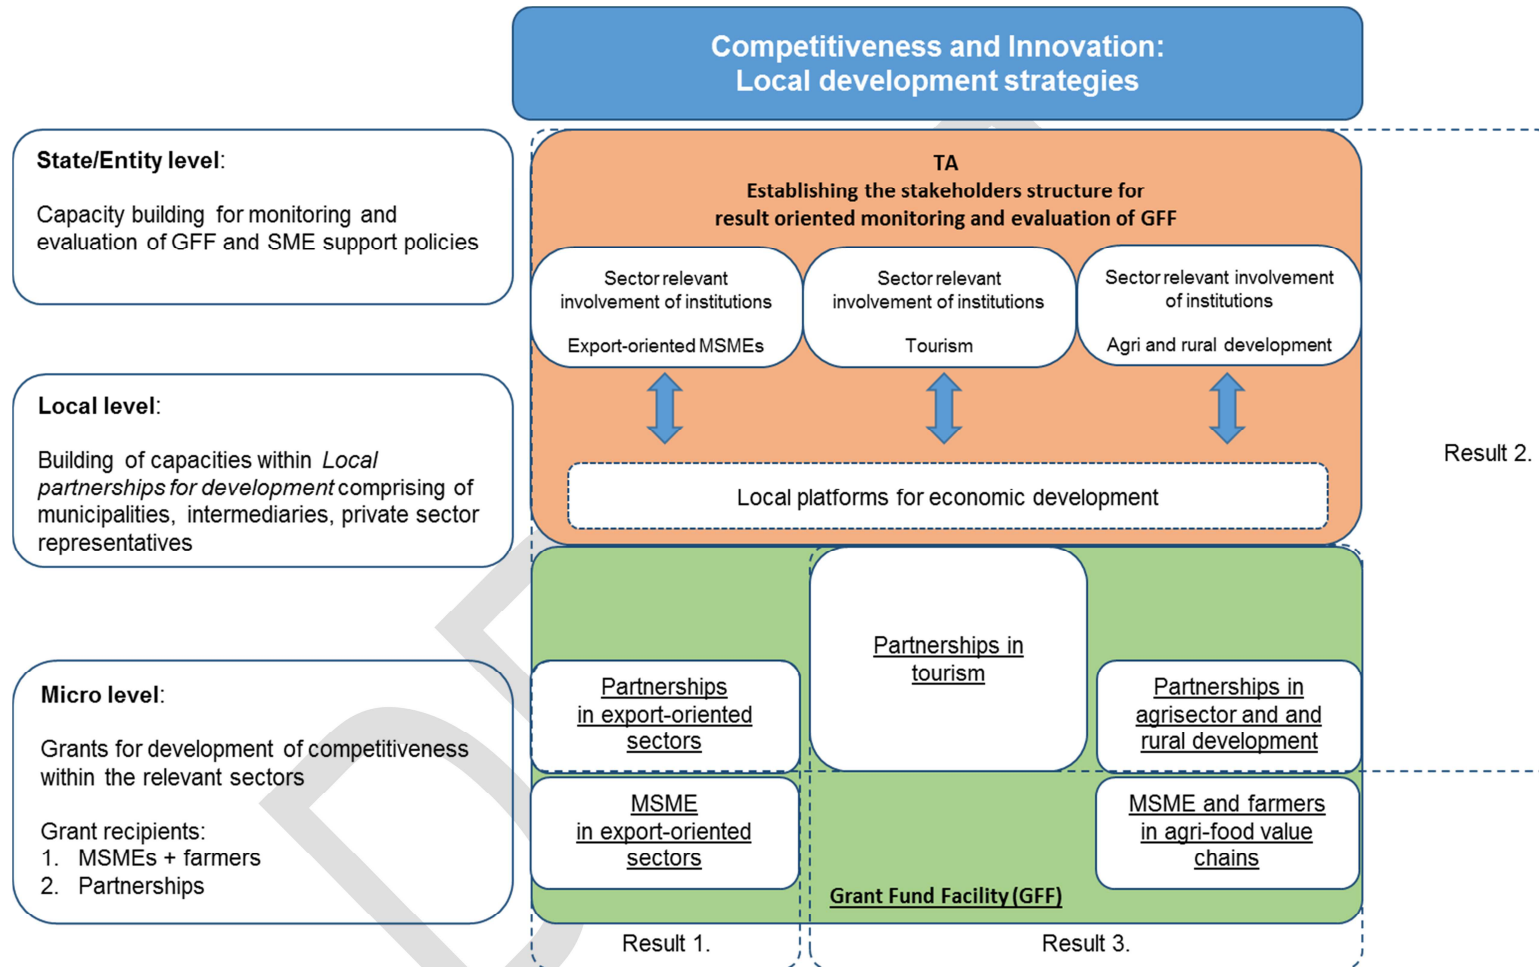 Competitiveness and Innovation:
Local development strategies
State/Entity level:
Capacity building for monitoring and
evaluation of GFF and SME support policies
TA
Establishing the stakeholders structure for
result oriented monitoring and evaluation of GFF
Sector relevant
involvement of institutions
Export-oriented MSMEs
Sector relevant
involvement of institutions
Tourism
Sector relevant involvement
of institutions
Agri and rural development
Local level:
Building of capacities within Local
partnerships for development comprising of
municipalities, intermediaries, private sector
representatives
Result 2.
Local platforms for economic development
Micro level:
Grants for development of competitiveness
within the relevant sectors
Grant recipients:
1. MSMEs + farmers
2. Partnerships
Partnerships
in export-oriented
sectors
Partnerships in
tourism
Partnerships in
agrisector and and
rural development
MSME
in export-oriented
sectors
MSME and farmers
in agri-food value
chains
Grant Fund Facility (GFF)
Result 1.
Result 3.